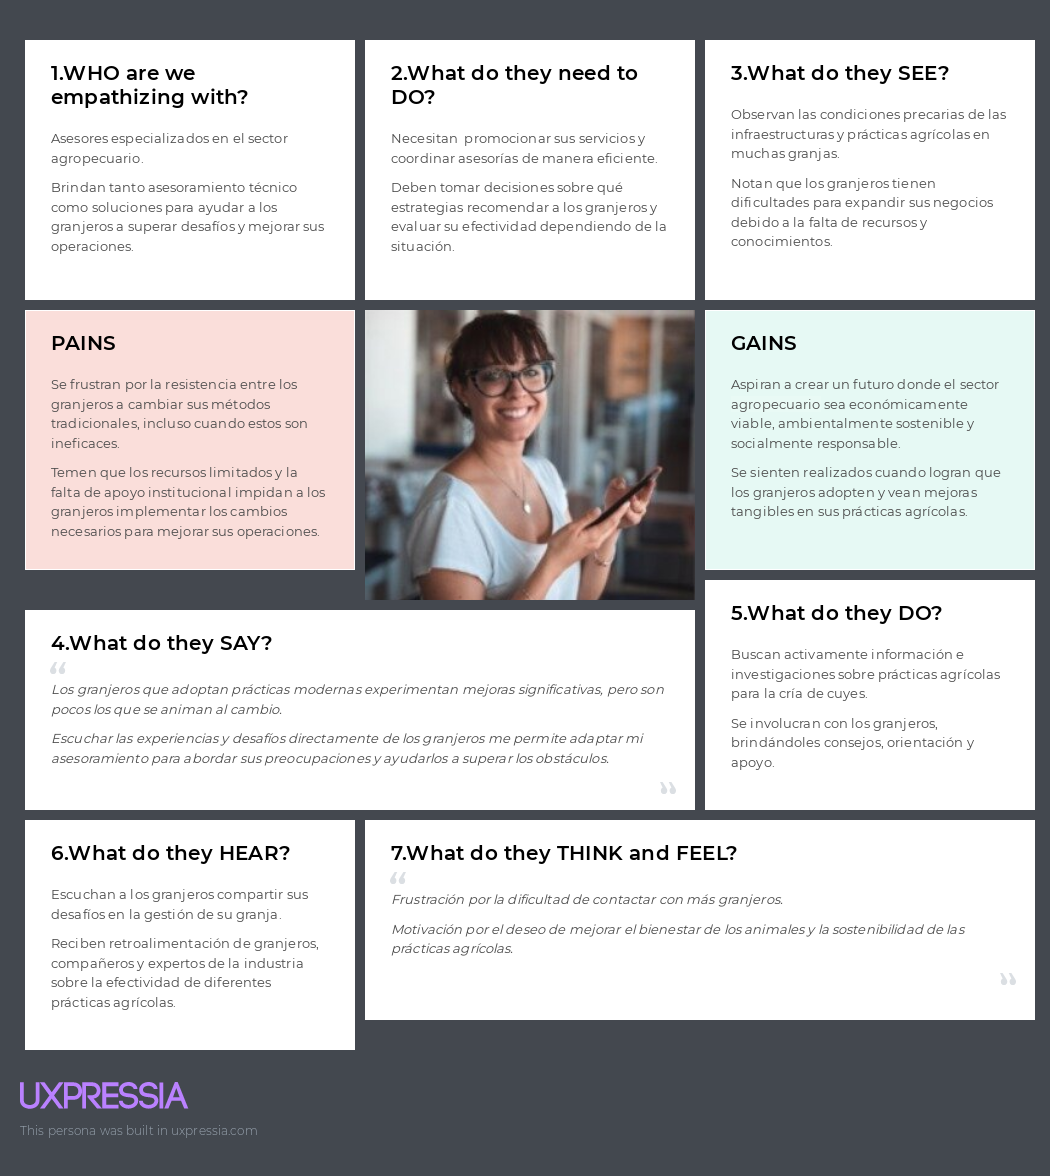 1.WHO are we
empathizing with?
Asesores especializados en el sector
agropecuario.
Brindan tanto asesoramiento técnico
como soluciones para ayudar a los
granjeros a superar desafíos y mejorar sus
operaciones.
2.What do they need to
DO?
Necesitan  promocionar sus servicios y
coordinar asesorías de manera eficiente.
Deben tomar decisiones sobre qué
estrategias recomendar a los granjeros y
evaluar su efectividad dependiendo de la
situación.
3.What do they SEE?
Observan las condiciones precarias de las
infraestructuras y prácticas agrícolas en
muchas granjas.
Notan que los granjeros tienen
dificultades para expandir sus negocios
debido a la falta de recursos y
conocimientos.
PAINS
Se frustran por la resistencia entre los
granjeros a cambiar sus métodos
tradicionales, incluso cuando estos son
ineficaces.
Temen que los recursos limitados y la
falta de apoyo institucional impidan a los
granjeros implementar los cambios
necesarios para mejorar sus operaciones.
GAINS
Aspiran a crear un futuro donde el sector
agropecuario sea económicamente
viable, ambientalmente sostenible y
socialmente responsable.
Se sienten realizados cuando logran que
los granjeros adopten y vean mejoras
tangibles en sus prácticas agrícolas.
4.What do they SAY?
“
Los granjeros que adoptan prácticas modernas experimentan mejoras significativas, pero son
pocos los que se animan al cambio.
Escuchar las experiencias y desafíos directamente de los granjeros me permite adaptar mi
asesoramiento para abordar sus preocupaciones y ayudarlos a superar los obstáculos.
”
5.What do they DO?
Buscan activamente información e
investigaciones sobre prácticas agrícolas
para la cría de cuyes.
Se involucran con los granjeros,
brindándoles consejos, orientación y
apoyo.
6.What do they HEAR?
Escuchan a los granjeros compartir sus
desafíos en la gestión de su granja.
Reciben retroalimentación de granjeros,
compañeros y expertos de la industria
sobre la efectividad de diferentes
prácticas agrícolas.
7.What do they THINK and FEEL?
“
Frustración por la dificultad de contactar con más granjeros.
Motivación por el deseo de mejorar el bienestar de los animales y la sostenibilidad de las
prácticas agrícolas.
”
UXPRESSIA
This persona was built in uxpressia.com